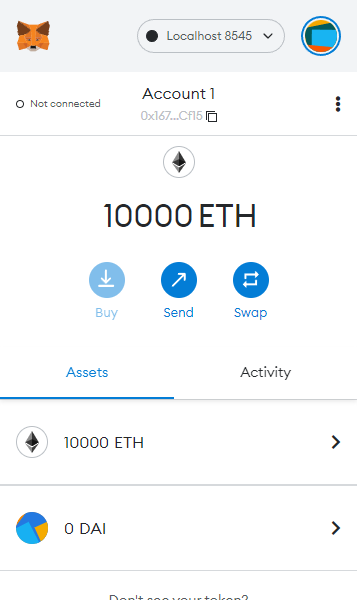 Localhost 8545
Not connected
Account 1
0x167...Cf15
10000 ETH
Buy
Send
Swap
Assets
Activity
10000 ETH
0 DAI
Don't see your token?